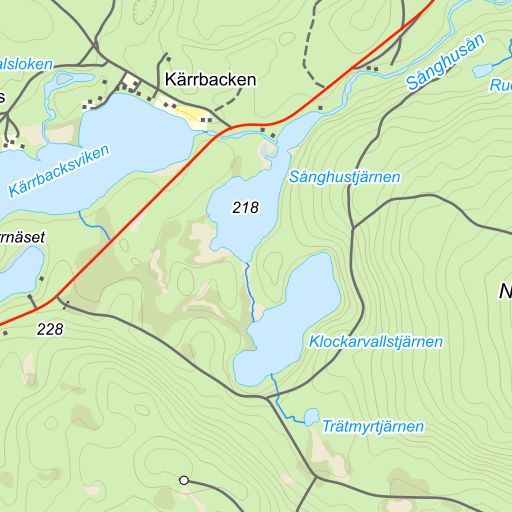 Sånghusån
alsloken
Kärrbacken
Ru
s
Kärrbacksviken
Sånghustjärnen
218
rnäset
N
228
Klockarvallstjärnen
Trätmyrtjärnen